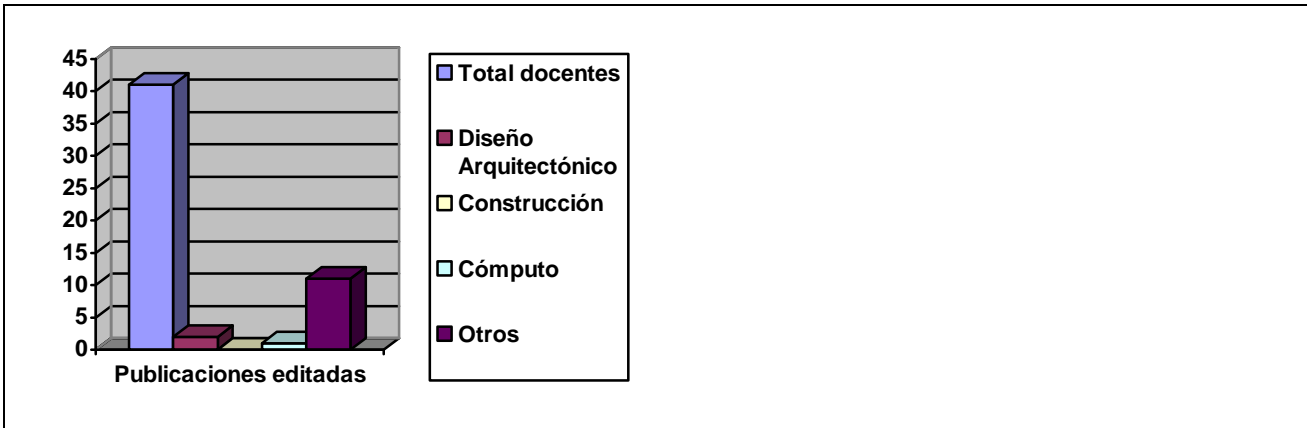 45
40
35
30
25
20
15
10
5
0
Publicaciones editadas
Total docentes
Diseño
Arquitectónico
Construcción
Cómputo
Otros